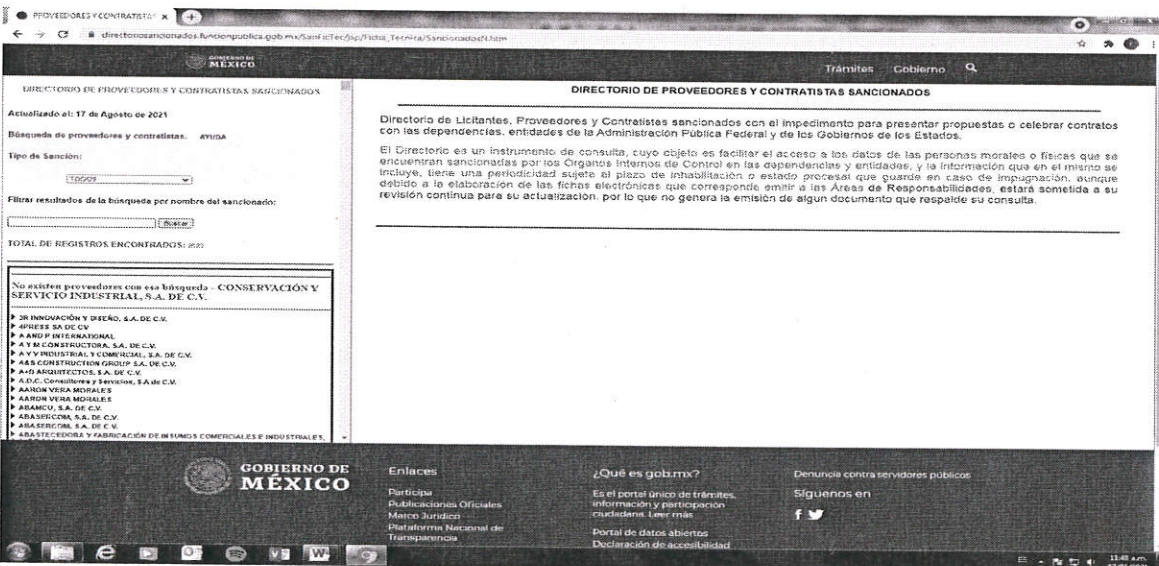 PROVEEDORES Y CONTRATISTAS
directoriosancionados.funcionpublica.gob.mx/SanFicTec/jsp/Ficha_Tecnica/SancionadosN.htm
GOBIERNO DE
MÉXICO
Trámites Gobierno
DIRECTORIO DE PROVEEDORES Y CONTRATISTAS SANCIONADOS
Actualizado al: 17 de Agosto de 2021
Búsqueda de proveedores y contratistas. AYUDA
Tipo de Sanción:
TODOS
Filtrar resultados de la búsqueda por nombre del sancionado:
Buscar
TOTAL DE REGISTROS ENCONTRADOS:
No existen proveedores con esa búsqueda - CONSERVACIÓN Y
SERVICIO INDUSTRIAL, S.A. DE C.V.
2R INNOVACIÓN Y DISEÑO, S.A. DE C.V.
4PRESS SA DE CV
A AND P INTERNATIONAL
A Y M CONSTRUCTORA, S.A. DE C.V.
A Y V INDUSTRIAL Y COMERCIAL, S.A. DE C.V.
A&S CONSTRUCTION GROUP S.A. DE C.V.
A+D ARQUITECTOS, S.A. DE C.V.
A.D.C. Consultores y Servicios, S.A de C.V.
AARON VERA MORALES
AARON VERA MORALES
ABAMCU, S.A. DE C.V.
ABASERCOM, S.A. DE C.V.
ABASERCOM, S.A. DE C.V.
ABASTECEDORA Y FABRICACIÓN DE INSUMOS COMERCIALES E INDUSTRIALES,
DIRECTORIO DE PROVEEDORES Y CONTRATISTAS SANCIONADOS
Directorio de Licitantes, Proveedores y Contratistas sancionados con el impedimento para presentar propuestas o celebrar contratos
con las dependencias, entidades de la Administración Pública Federal y de los Gobiernos de los Estados.
El Directorio es un instrumento de consulta, cuyo objeto es facilitar el acceso a los datos de las personas morales o físicas que se
encuentran sancionadas por los Órganos Internos de Control en las dependencias y entidades, y la información que en el mismo se
incluye, tiene una periodicidad sujeta al plazo de inhabilitación o estado procesal que guarde en caso de impugnación, aunque
debido a la elaboración de las fichas electrónicas que corresponde emitir a las Áreas de Responsabilidades, estará sometida a su
revisión continua para su actualización, por lo que no genera la emisión de algun documento que respalde su consulta.
GOBIERNO DE
MÉXICO
Enlaces
Participa
Publicaciones Oficiales
Marco Jurídico
Plataforma Nacional de
Transparencia
¿Qué es gob.mx?
Es el portal único de trámites,
información y participación
ciudadana. Leer más
Portal de datos abiertos
Declaración de accesibilidad
Denuncia contra servidores públicos
Síguenos en
11:48 a.m.